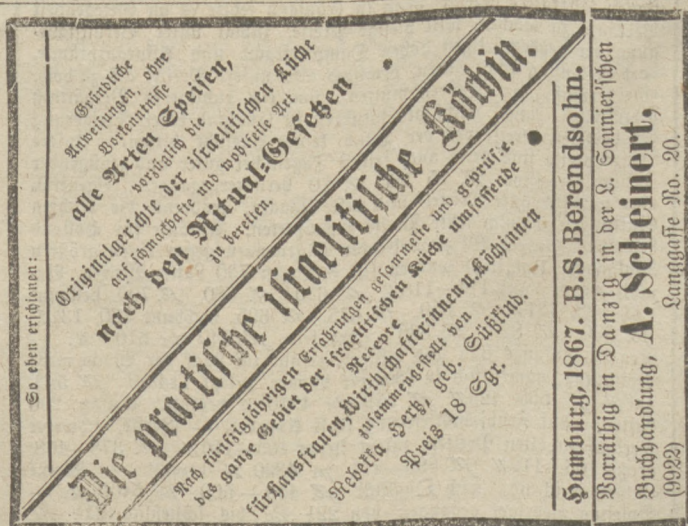 So eben erschienen:
Gründliche
Anweisungen, ohne
Vorkenntnisse
alle Arten Speisen,
vorzüglich die
Originalgerichte der israelitischen Küche
auf schmackhafte und wohlfeile Art
nach den Ritual-Gesetzen
zu bereiten.
Die practische israelitische Köchin.
Nach fünfzigjährigen Erfahrungen gesammelte und geprüfte,
das ganze Gebiet der israelitischen Küche umfassende
Recepte
für Hausfrauen, Wirthschafterinnen u. Köchinnen
zusammengestellt von
Rebekka Hertz, geb. Süßkind.
Preis 18 Sgr.
Hamburg, 1867. B. S. Berendsohn.
Vorräthig in Danzig in der L. Saunier'schen
Buchhandlung, A. Scheinert,
(9922) Langgasse No. 20.